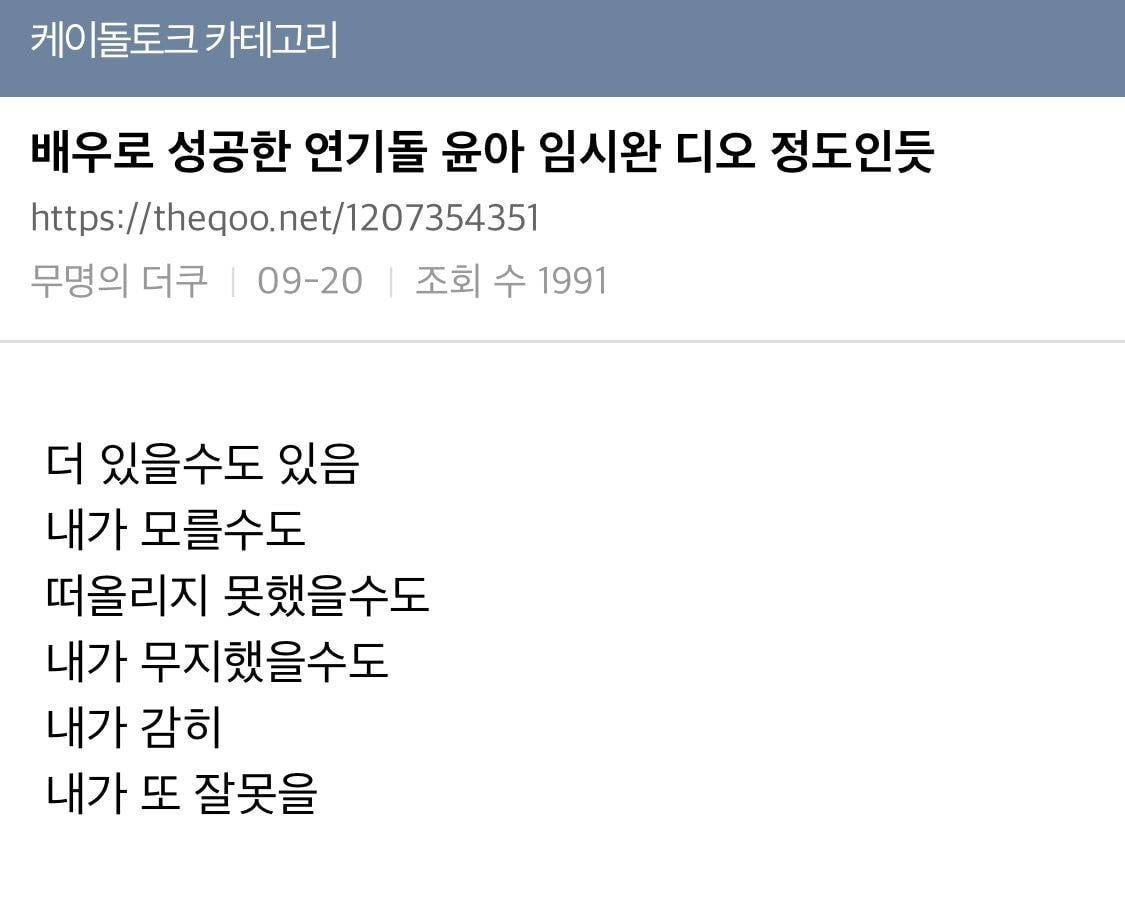 케이돌토크 카테고리
배우로 성공한 연기돌 윤아 임시완 디오 정도인듯
https://theqoo.net/1207354351
무명의 더쿠 | 09-20 | 조회 수 1991
더 있을수도 있음
내가 모를수도
떠올리지 못했을수도
내가 무지했을수도
내가 감히
내가 또 잘못을